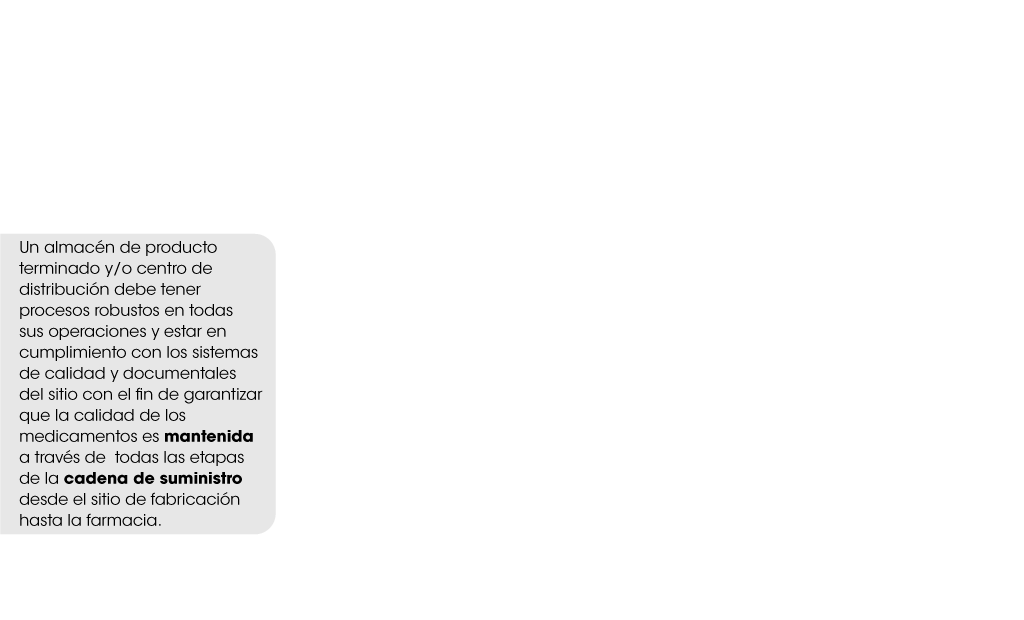 Un almacén de producto
terminado y/o centro de
distribución debe tener
procesos robustos en todas
sus operaciones y estar en
cumplimiento con los sistemas
de calidad y documentales
del sitio con el fin de garantizar
que la calidad de los
medicamentos es mantenida
a través de  todas las etapas
de la cadena de suministro
desde el sitio de fabricación
hasta la farmacia.